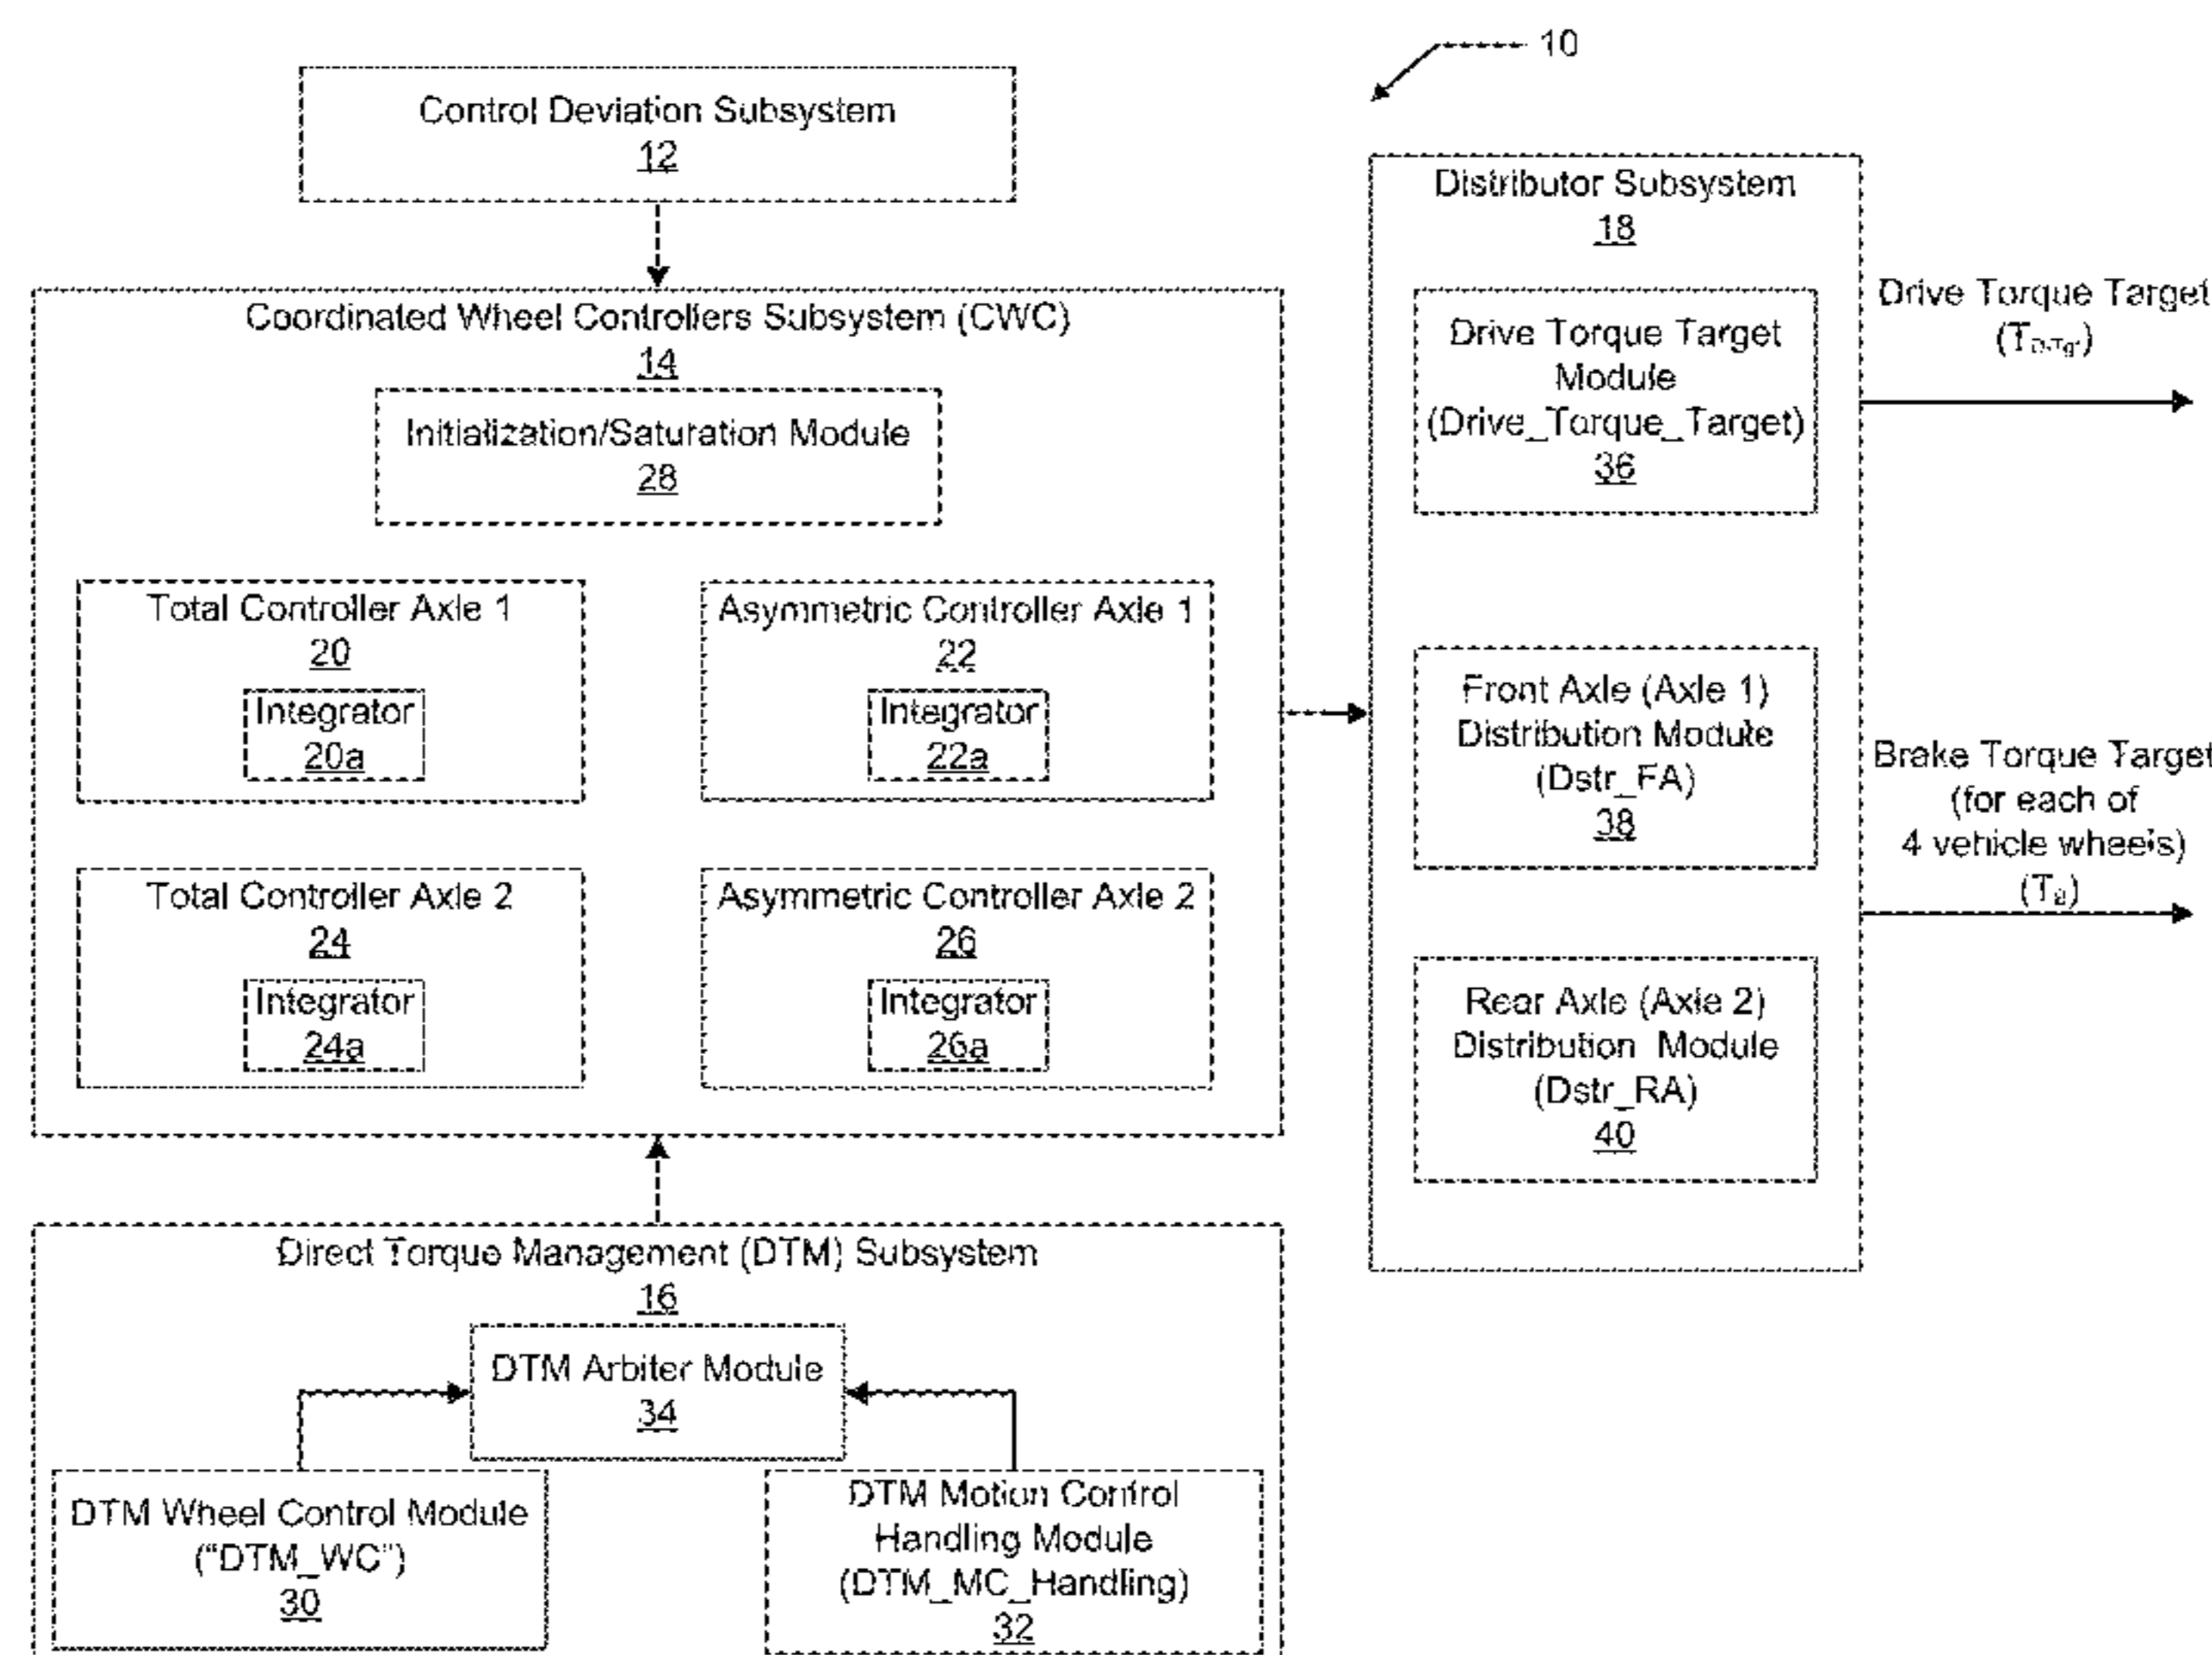 10
Control Deviation Subsystem
12
Coordinated Wheel Controllers Subsystem (CWC)
14
Initialization/Saturation Module
28
Total Controller Axle 1
20
Integrator
20a
Asymmetric Controller Axle 1
22
Integrator
22a
Total Controller Axle 2
24
Integrator
24a
Asymmetric Controller Axle 2
26
Integrator
26a
Direct Torque Management (DTM) Subsystem
16
DTM Arbiter Module
34
DTM Wheel Control Module
("DTM_WC")
30
DTM Motion Control
Handling Module
(DTM_MC_Handling)
32
Distributor Subsystem
18
Drive Torque Target
Module
(Drive_Torque_Target)
36
Front Axle (Axle 1)
Distribution Module
(Dstr_FA)
38
Rear Axle (Axle 2)
Distribution Module
(Dstr_RA)
40
Drive Torque Target
Brake Torque Target
(for each of
4 vehicle wheels)